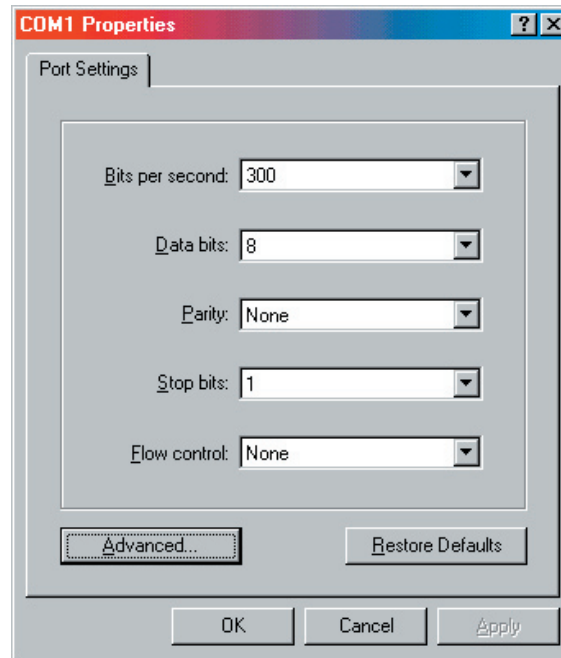 COM1 Properties
Port Settings
Bits per second: 300
Data bits: 8
Parity: None
Stop bits: 1
Flow control: None
Advanced... Restore Defaults
OK Cancel Apply